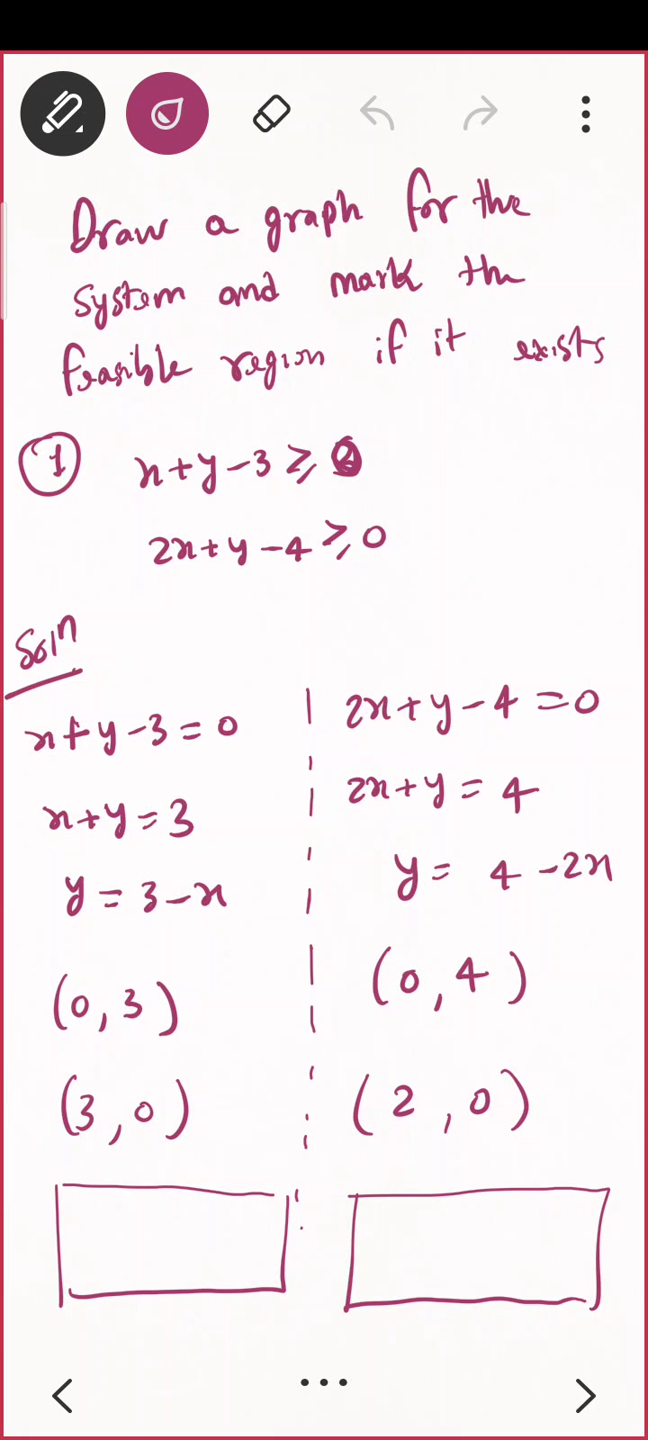 Draw a graph for the
system and mark the
feasible region if it exists
1 x+y-3 ≥
2x+y-4 ≥ 0
Soln
x+y-3=0
x+y=3
y=3-x
(0,3)
(3,0)
2x+y-4=0
2x+y=4
y=4-2x
(0,4)
(2,0)